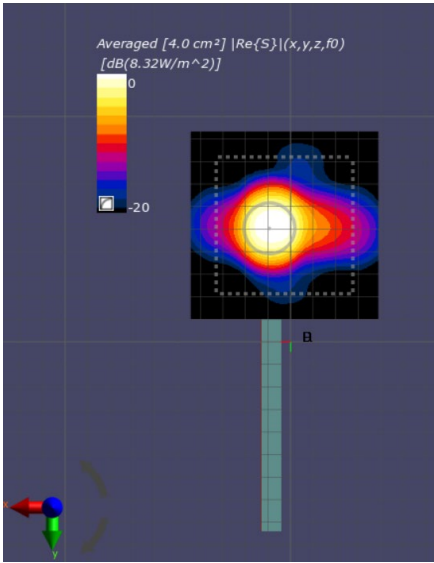 Averaged [4.0 cm²] |Re{S}|(x,y,z,f0)
[dB(8.32W/m^2)]
0
-20
x
y